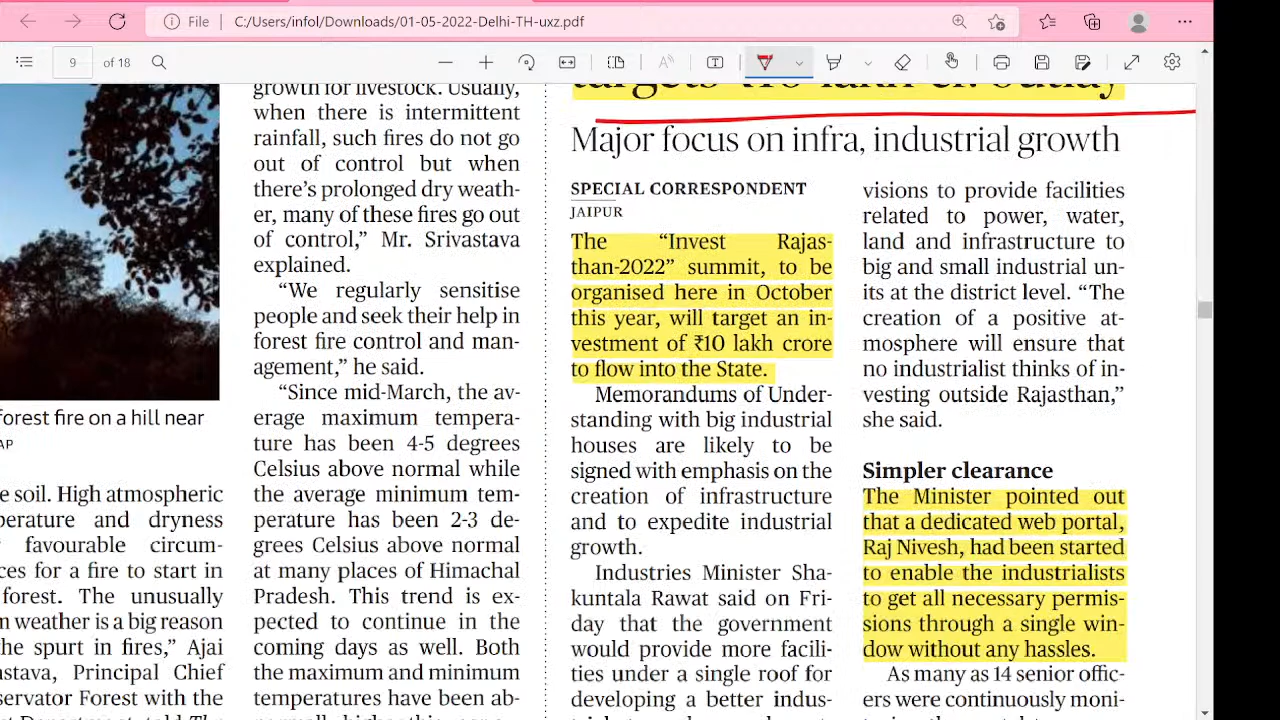 File
C:/Users/infol/Downloads/01-05-2022-Delhi-TH-uxz.pdf
9
of 18
forest fire on a hill near
AP
e soil. High atmospheric
perature and dryness
favourable circum-
ces for a fire to start in
forest. The unusually
m weather is a big reason
he spurt in fires,” Ajai
astava, Principal Chief
servator Forest with the
growth for livestock. Usually,
when there is intermittent
rainfall, such fires do not go
out of control but when
there’s prolonged dry weath-
er, many of these fires go out
of control,” Mr. Srivastava
explained.
“We regularly sensitise
people and seek their help in
forest fire control and man-
agement,” he said.
“Since mid-March, the av-
erage maximum tempera-
ture has been 4-5 degrees
Celsius above normal while
the average minimum tem-
perature has been 2-3 de-
grees Celsius above normal
at many places of Himachal
Pradesh. This trend is ex-
pected to continue in the
coming days as well. Both
the maximum and minimum
temperatures have been ab-
targets ₹10 lakh cr. outlay
Major focus on infra, industrial growth
SPECIAL CORRESPONDENT
JAIPUR
The “Invest Rajas-
than-2022” summit, to be
organised here in October
this year, will target an in-
vestment of ₹10 lakh crore
to flow into the State.
Memorandums of Under-
standing with big industrial
houses are likely to be
signed with emphasis on the
creation of infrastructure
and to expedite industrial
growth.
Industries Minister Sha-
kuntala Rawat said on Fri-
day that the government
would provide more facili-
ties under a single roof for
developing a better indus-
visions to provide facilities
related to power, water,
land and infrastructure to
big and small industrial un-
its at the district level. “The
creation of a positive at-
mosphere will ensure that
no industrialist thinks of in-
vesting outside Rajasthan,”
she said.
Simpler clearance
The Minister pointed out
that a dedicated web portal,
Raj Nivesh, had been started
to enable the industrialists
to get all necessary permis-
sions through a single win-
dow without any hassles.
As many as 14 senior offic-
ers were continuously moni-